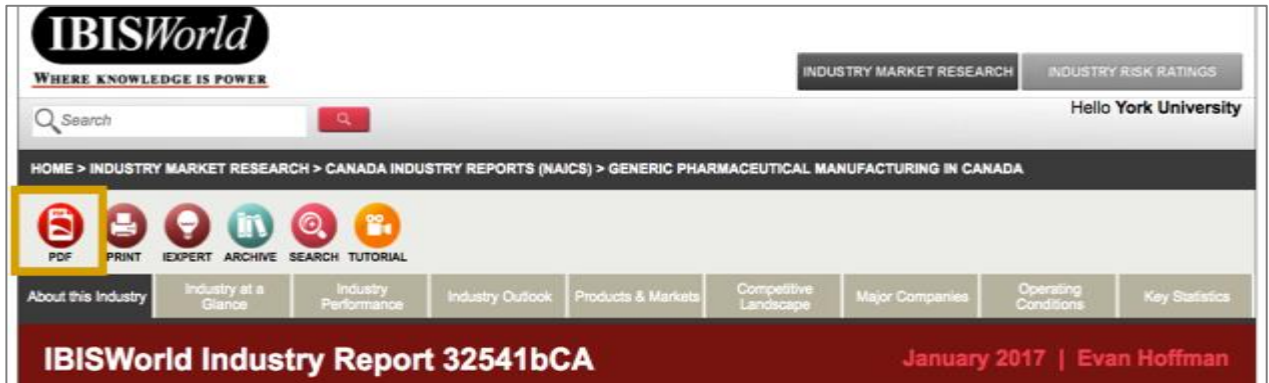 IBISWorld
WHERE KNOWLEDGE IS POWER
INDUSTRY MARKET RESEARCH
INDUSTRY RISK RATINGS
Search
Hello York University
HOME > INDUSTRY MARKET RESEARCH > CANADA INDUSTRY REPORTS (NAICS) > GENERIC PHARMACEUTICAL MANUFACTURING IN CANADA
PDF PRINT IEXPERT ARCHIVE SEARCH TUTORIAL
About this Industry
Industry at a
Glance
Industry
Performance
Industry Outlook
Products & Markets
Competitive
Landscape
Major Companies
Operating
Conditions
Key Statistics
IBISWorld Industry Report 32541bCA
January 2017 | Evan Hoffman